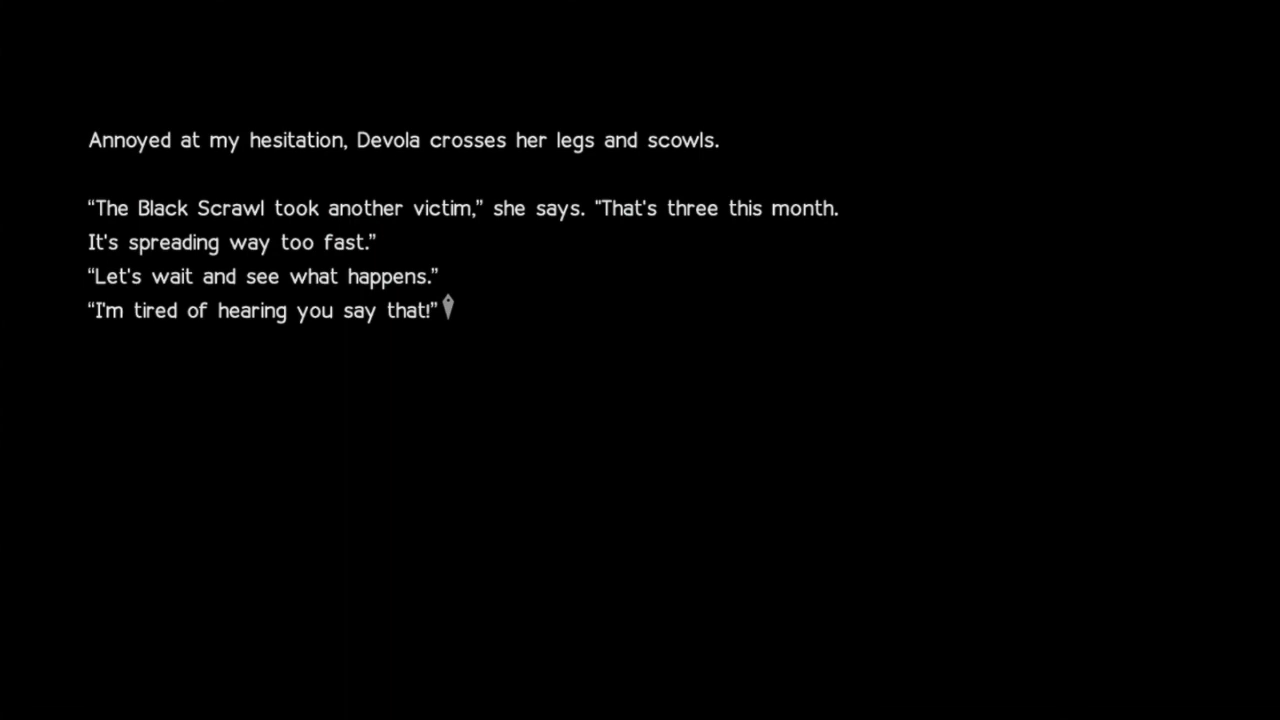 Annoyed at my hesitation, Devola crosses her legs and scowls.
“The Black Scrawl took another victim,” she says. "That's three this month.
It's spreading way too fast.”
“Let's wait and see what happens.”
“I'm tired of hearing you say that!”